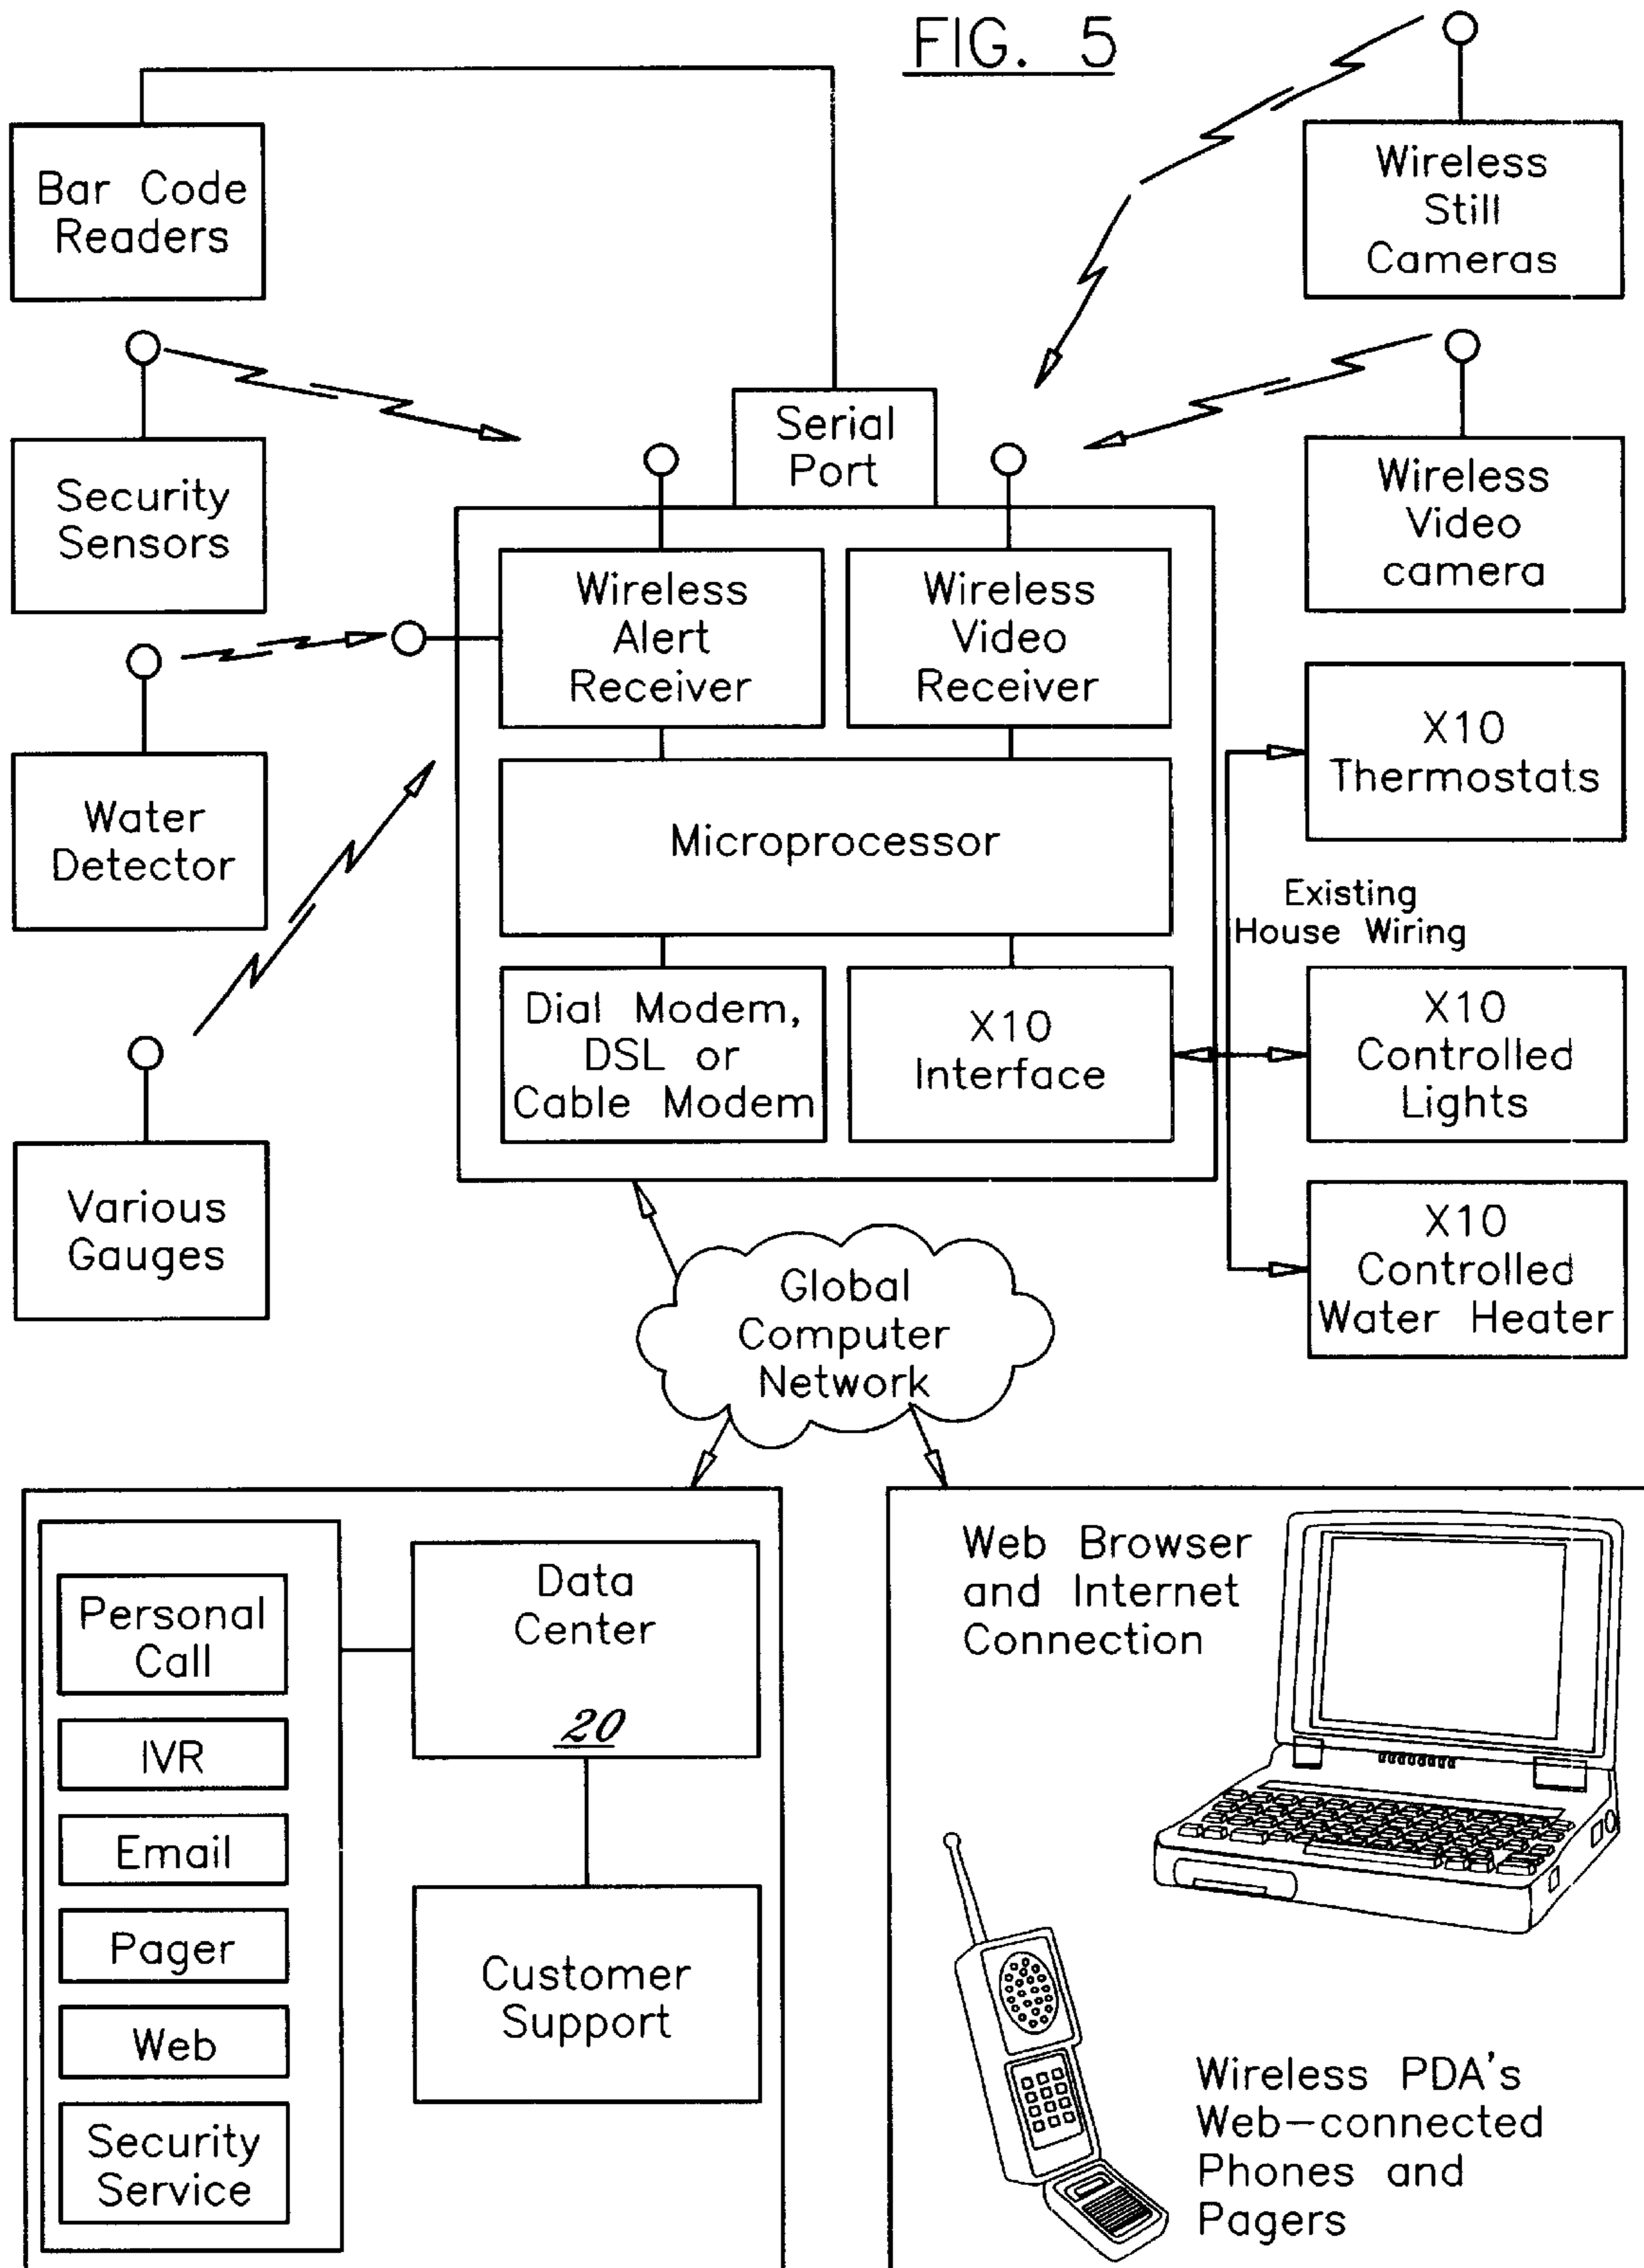 FIG. 5
Bar Code
Readers
Wireless
Still
Cameras
Serial
Port
Security
Sensors
Wireless
Video
camera
Wireless
Alert
Receiver
Wireless
Video
Receiver
Water
Detector
Microprocessor
X10
Thermostats
Existing
House Wiring
Dial Modem,
DSL or
Cable Modem
X10
Interface
X10
Controlled
Lights
Various
Gauges
X10
Controlled
Water Heater
Global
Computer
Network
Personal
Call
IVR
Email
Pager
Web
Security
Service
Data
Center
20
Customer
Support
Web Browser
and Internet
Connection
Wireless PDA's
Web-connected
Phones and
Pagers